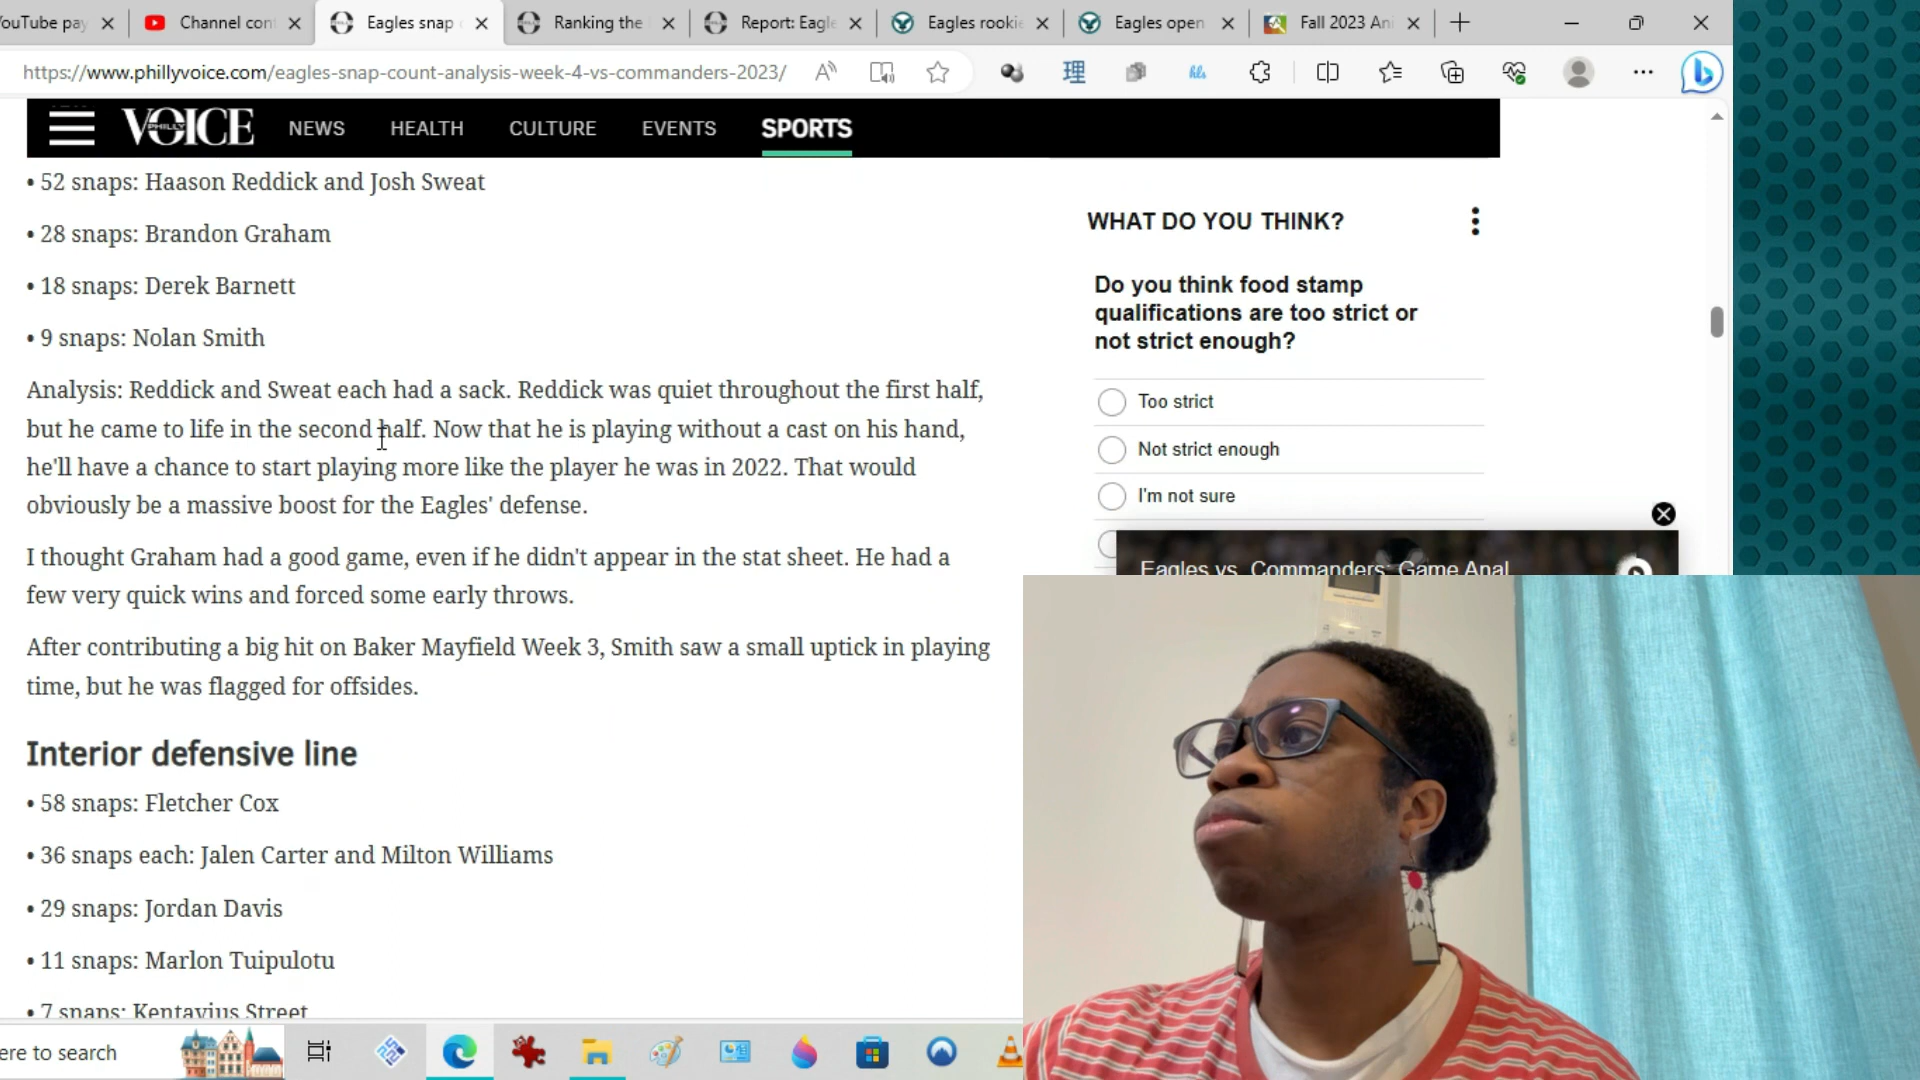 YouTube pay
Channel con
Eagles snap
Ranking the
Report: Eagle
Eagles rookie
Eagles open
Fall 2023 Ani
https://www.phillyvoice.com/eagles-snap-count-analysis-week-4-vs-commanders-2023/
PHILLY VOICE NEWS HEALTH CULTURE EVENTS SPORTS
• 52 snaps: Haason Reddick and Josh Sweat
• 28 snaps: Brandon Graham
• 18 snaps: Derek Barnett
• 9 snaps: Nolan Smith
Analysis: Reddick and Sweat each had a sack. Reddick was quiet throughout the first half,
but he came to life in the second half. Now that he is playing without a cast on his hand,
he'll have a chance to start playing more like the player he was in 2022. That would
obviously be a massive boost for the Eagles' defense.
I thought Graham had a good game, even if he didn't appear in the stat sheet. He had a
few very quick wins and forced some early throws.
After contributing a big hit on Baker Mayfield Week 3, Smith saw a small uptick in playing
time, but he was flagged for offsides.
Interior defensive line
• 58 snaps: Fletcher Cox
• 36 snaps each: Jalen Carter and Milton Williams
• 29 snaps: Jordan Davis
• 11 snaps: Marlon Tuipulotu
• 7 snaps: Kentavius Street
WHAT DO YOU THINK?
Do you think food stamp
qualifications are too strict or
not strict enough?
Too strict
Not strict enough
I'm not sure
Eagles vs. Commanders: Game Anal
ere to search